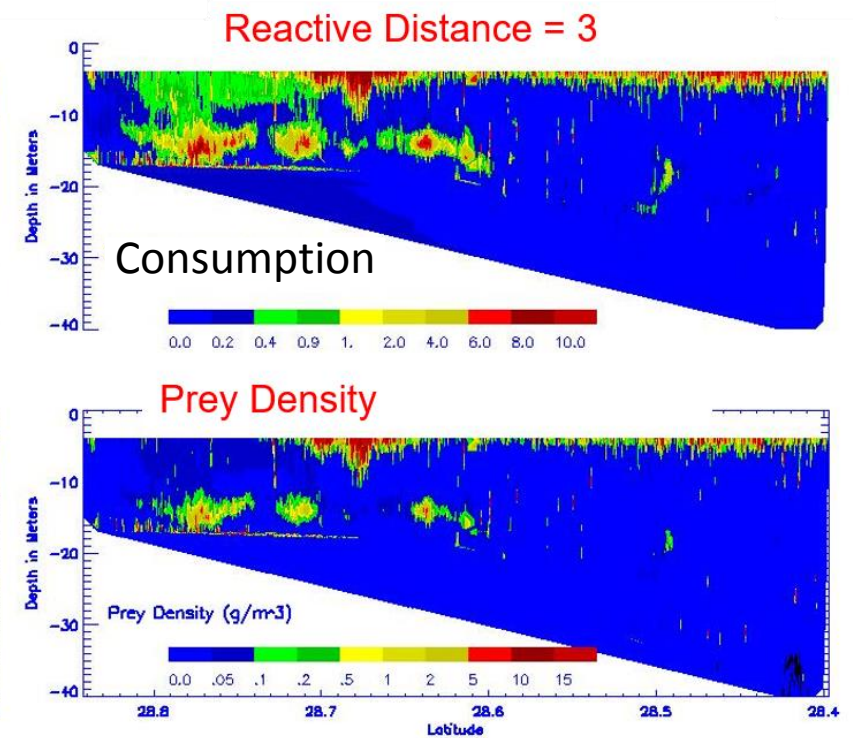 Reactive Distance = 3
0
-10
-20
-30
-40
Depth in Meters
Consumption
0.0 0.2 0.4 0.9 1. 2.0 4.0 6.0 8.0 10.0
Prey Density
0
-10
-20
-30
-40
Depth in Meters
Prey Density (g/m^3)
0.0 .05 .1 .2 .5 1 2 5 10 15
28.8 28.7 28.6 28.5 28.4
Latitude